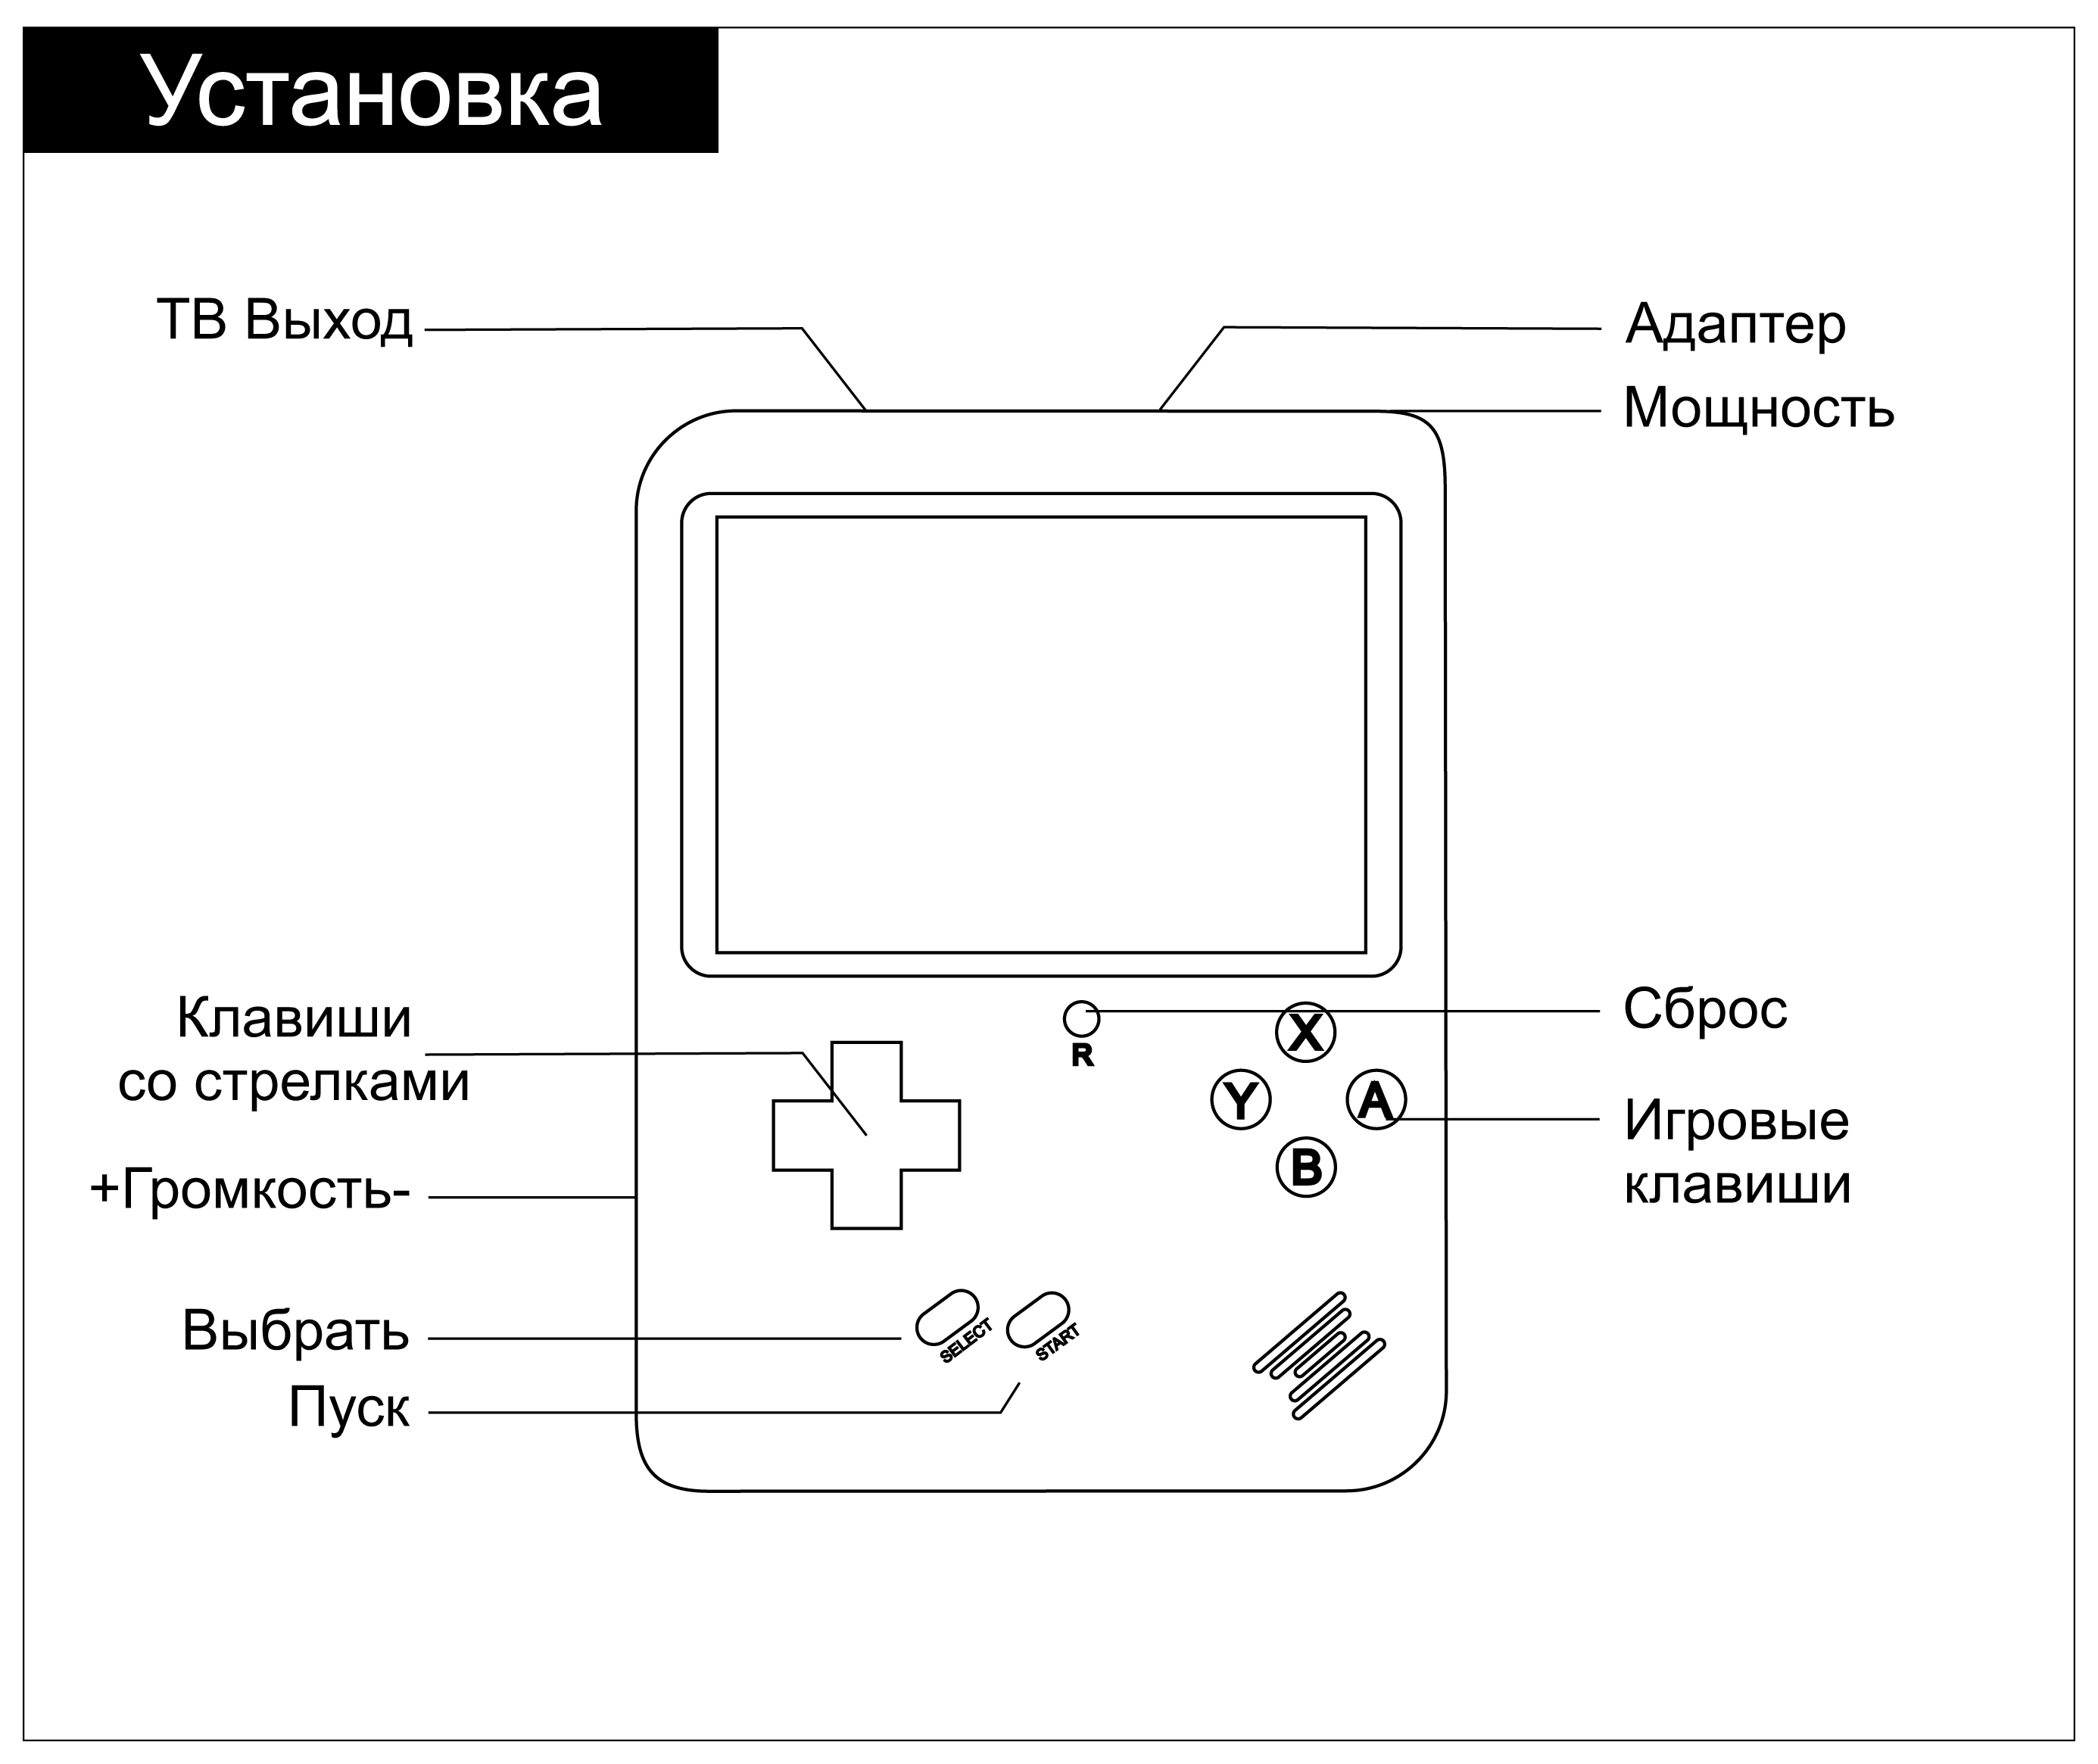 Установка
ТВ Выход
Адаптер
Мощность
Клавиши
со стрелками
+Громкость-
Выбрать
Пуск
Сброс
Игровые
клавиши
R
X
Y
A
B
SELECT
START